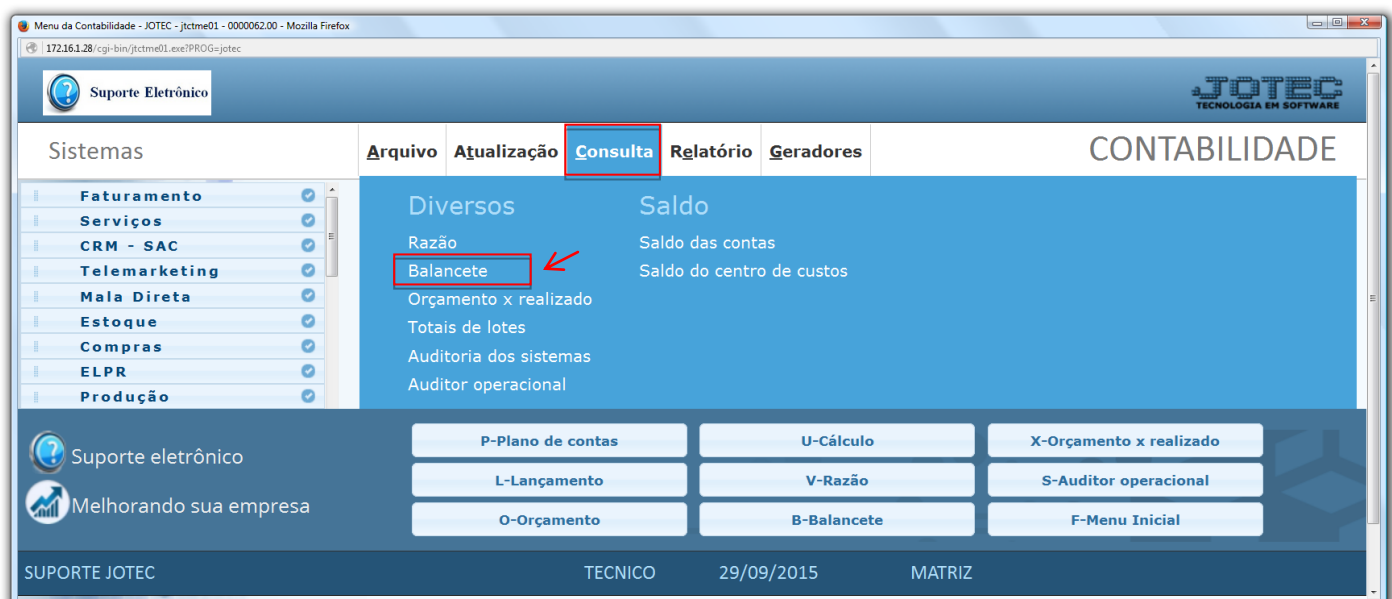 Menu da Contabilidade - JOTEC - jtctme01 - 0000062.00 - Mozilla Firefox
172.16.1.28/cgi-bin/jtctme01.exe?PROG=jotec
Suporte Eletrônico
JOTEC
TECNOLOGIA EM SOFTWARE
Sistemas
Arquivo Atualização Consulta Relatório Geradores
CONTABILIDADE
Faturamento
Serviços
CRM - SAC
Telemarketing
Mala Direta
Estoque
Compras
ELPR
Produção
Diversos
Razão
Balancete
Orçamento x realizado
Totais de lotes
Auditoria dos sistemas
Auditor operacional
Saldo
Saldo das contas
Saldo do centro de custos
Suporte eletrônico
Melhorando sua empresa
P-Plano de contas U-Cálculo X-Orçamento x realizado
L-Lançamento V-Razão S-Auditor operacional
O-Orçamento B-Balancete F-Menu Inicial
SUPORTE JOTEC TECNICO 29/09/2015 MATRIZ